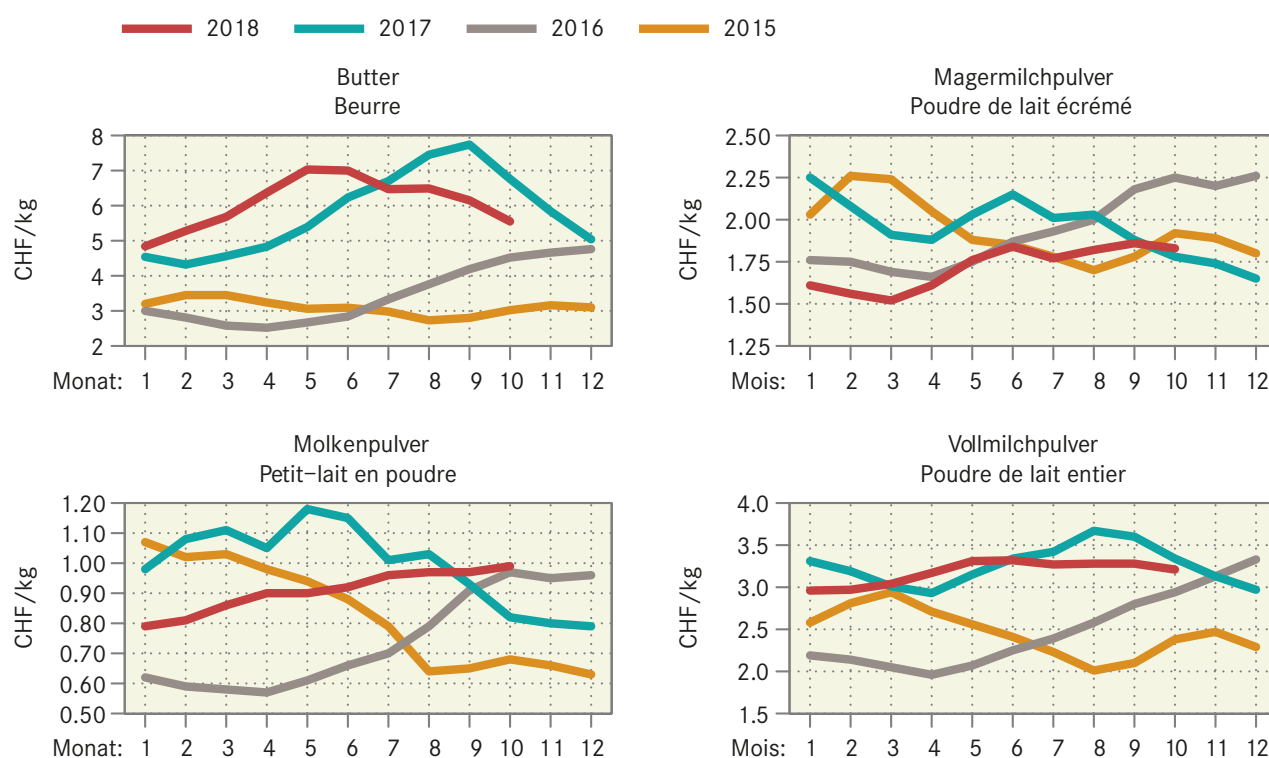 2018 2017 2016 2015
Butter
Beurre
CHF/kg
8
7
6
5
4
3
2
Monat: 1 2 3 4 5 6 7 8 9 10 11 12
Magermilchpulver
Poudre de lait écrémé
CHF/kg
2.50
2.25
2.00
1.75
1.50
1.25
Mois: 1 2 3 4 5 6 7 8 9 10 11 12
Molkenpulver
Petit-lait en poudre
CHF/kg
1.20
1.10
1.00
0.90
0.80
0.70
0.60
0.50
Monat: 1 2 3 4 5 6 7 8 9 10 11 12
Vollmilchpulver
Poudre de lait entier
CHF/kg
4.0
3.5
3.0
2.5
2.0
1.5
Mois: 1 2 3 4 5 6 7 8 9 10 11 12